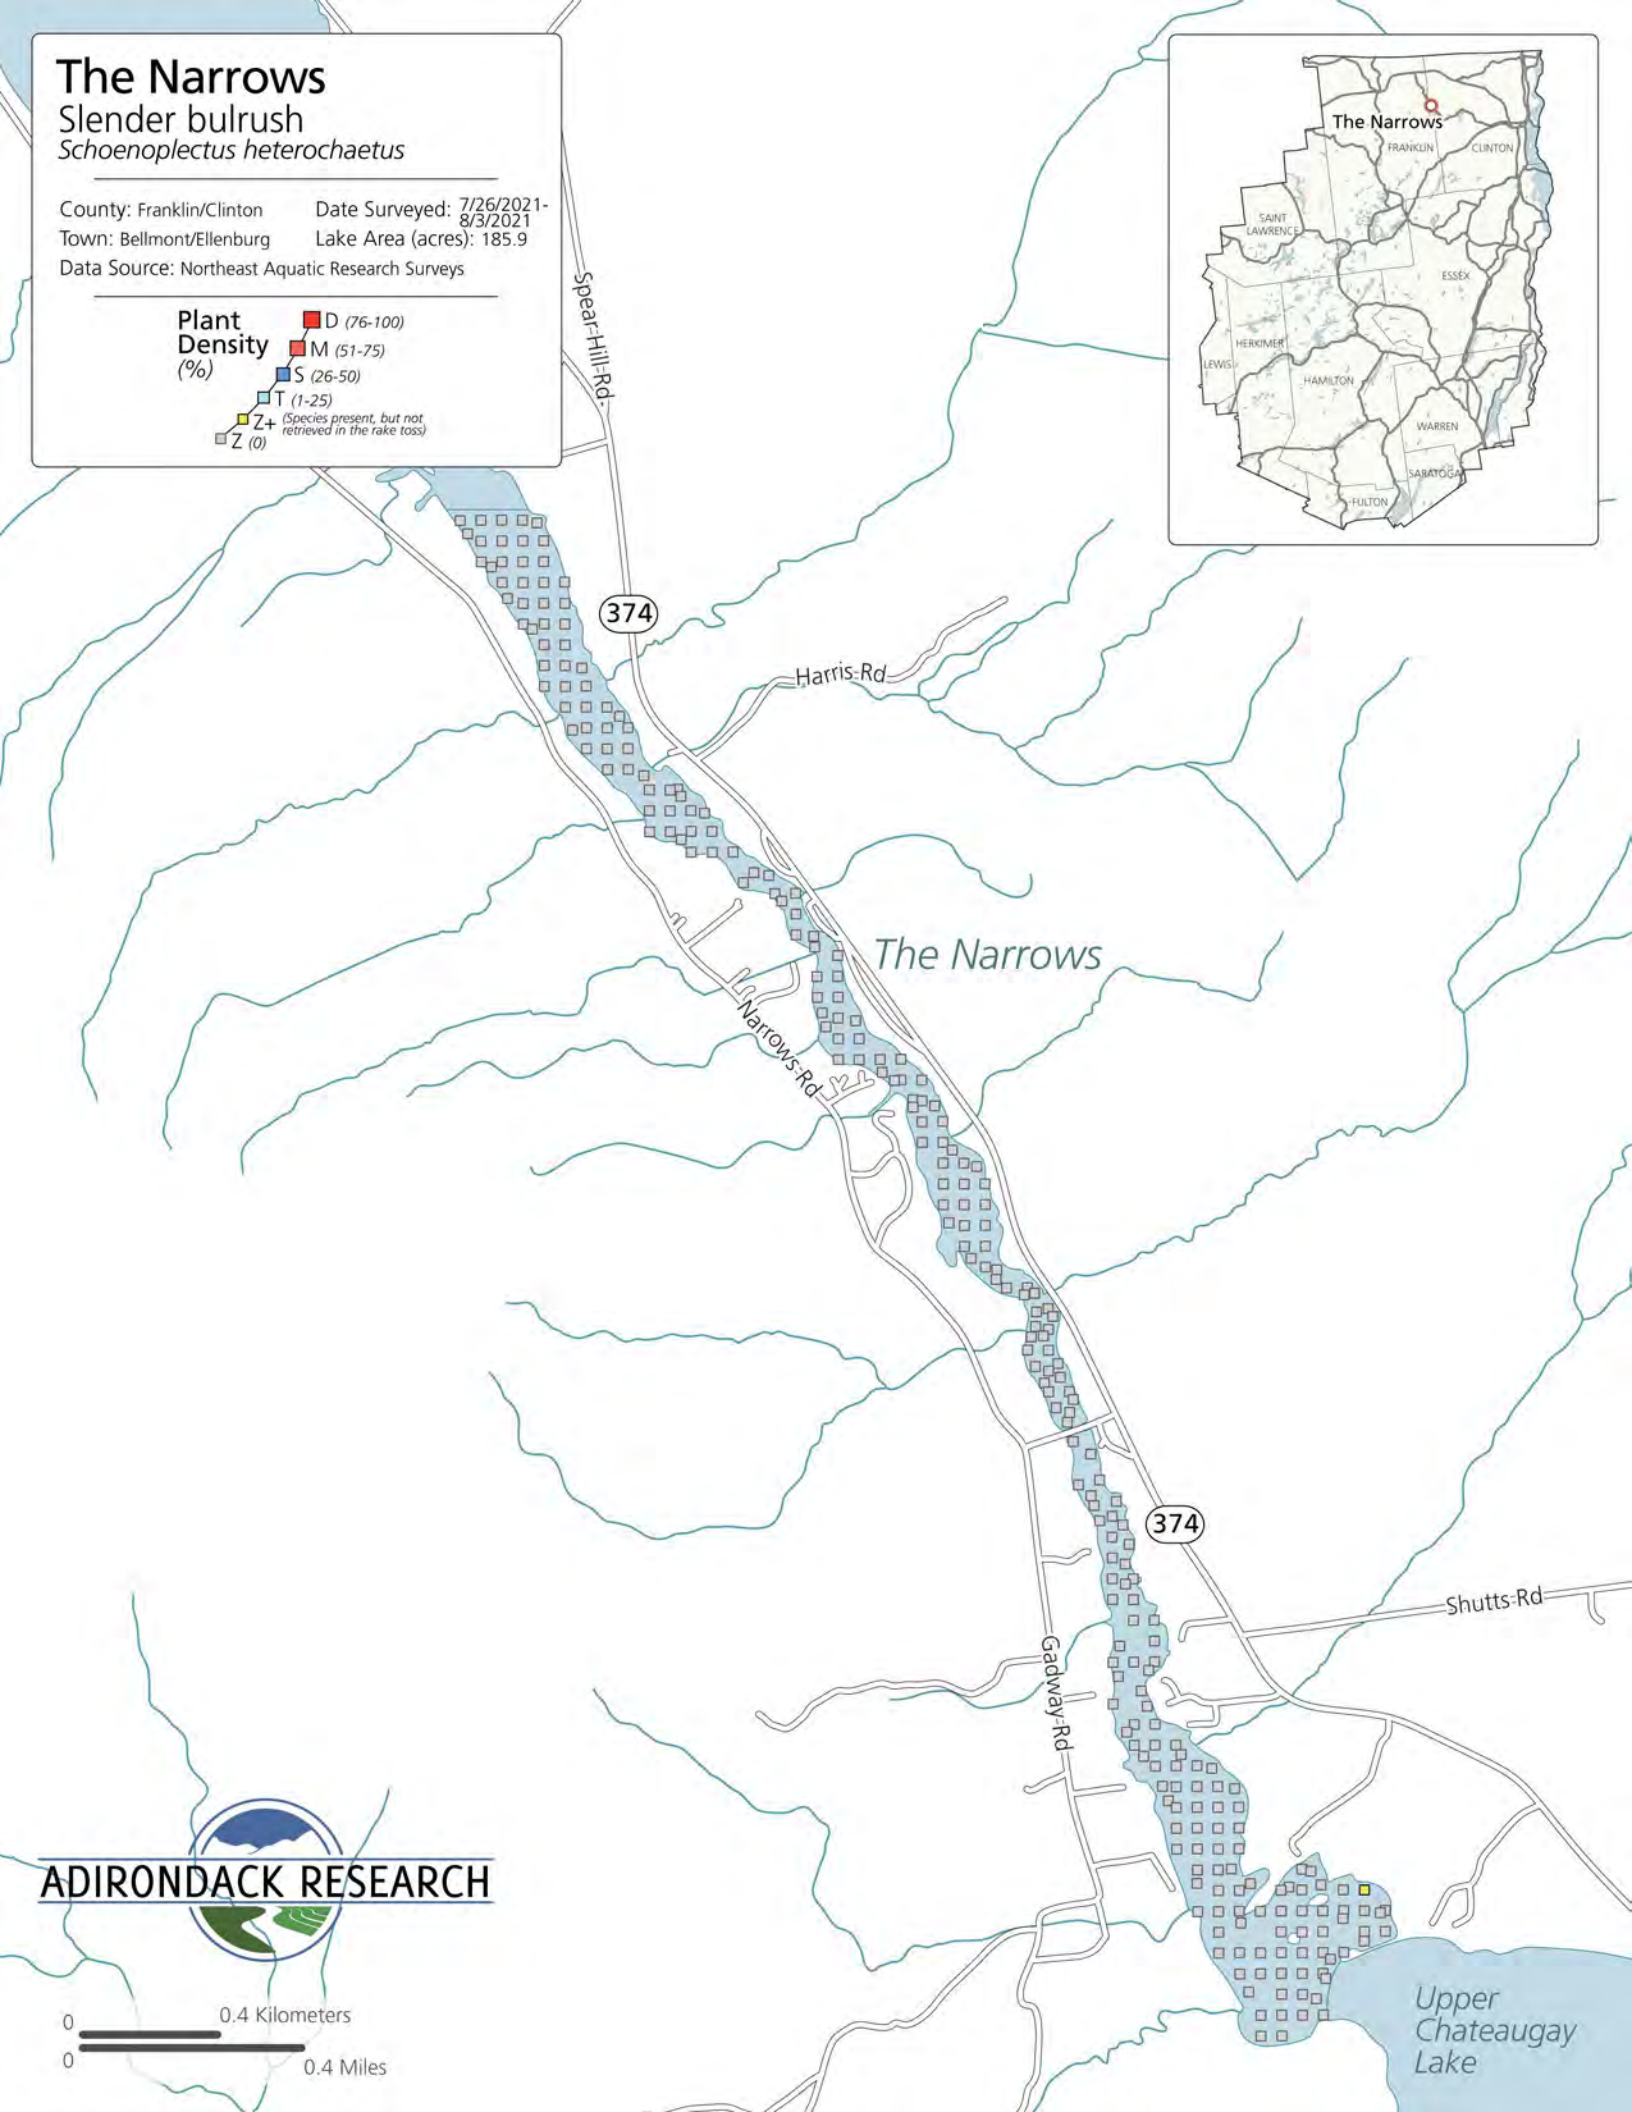 The Narrows
Slender bulrush
Schoenoplectus heterochaetus
County: Franklin/Clinton
Date Surveyed: 7/26/2021-
8/3/2021
Town: Bellmont/Ellenburg
Lake Area (acres): 185.9
Data Source: Northeast Aquatic Research Surveys
Plant
Density
(%)
D (76-100)
M (51-75)
S (26-50)
T (1-25)
Z+ (Species present, but not
retrieved in the rake toss)
Z (0)
The Narrows
FRANKLIN
CLINTON
SAINT
LAWRENCE
ESSEX
HERKIMER
LEWIS
HAMILTON
WARREN
SARATOGA
FULTON
Spear-Hill-Rd-
374
Harris-Rd
The Narrows
Narrows-Rd
374
Shutts-Rd
Gadway-Rd
ADIRONDACK RESEARCH
0
0.4 Kilometers
0
0.4 Miles
Upper
Chateaugay
Lake